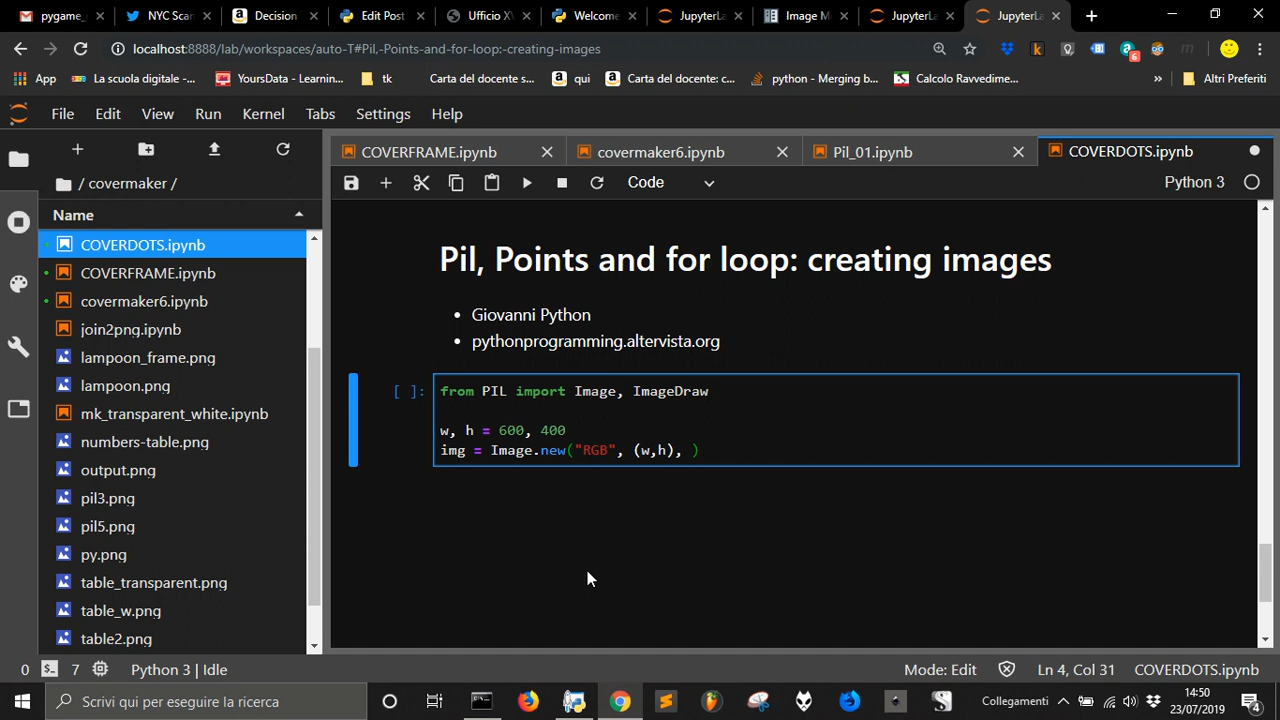 pygame_
NYC Scan
Decision
Edit Post
Ufficio XV
Welcome
JupyterLa
Image M
JupyterLa
JupyterLa
localhost:8888/lab/workspaces/auto-T#Pil,-Points-and-for-loop:-creating-images
6
App
La scuola digitale -...
YoursData - Learnin...
tk
Carta del docente s...
qui
Carta del docente: c...
python - Merging b...
Calcolo Ravvedime...
»
Altri Preferiti
File Edit View Run Kernel Tabs Settings Help
COVERFRAME.ipynb
covermaker6.ipynb
Pil_01.ipynb
COVERDOTS.ipynb
/ covermaker /
Code
Python 3
Name
COVERDOTS.ipynb
COVERFRAME.ipynb
covermaker6.ipynb
join2png.ipynb
lampoon_frame.png
lampoon.png
mk_transparent_white.ipynb
numbers-table.png
output.png
pil3.png
pil5.png
py.png
table_transparent.png
table_w.png
table2.png
Pil, Points and for loop: creating images
• Giovanni Python
• pythonprogramming.altervista.org
[ ]:
from PIL import Image, ImageDraw
w, h = 600, 400
img = Image.new("RGB", (w,h), )
0
7
Python 3 | Idle
Mode: Edit
Ln 4, Col 31
COVERDOTS.ipynb
Scrivi qui per eseguire la ricerca
Collegamenti
14:50
23/07/2019
4